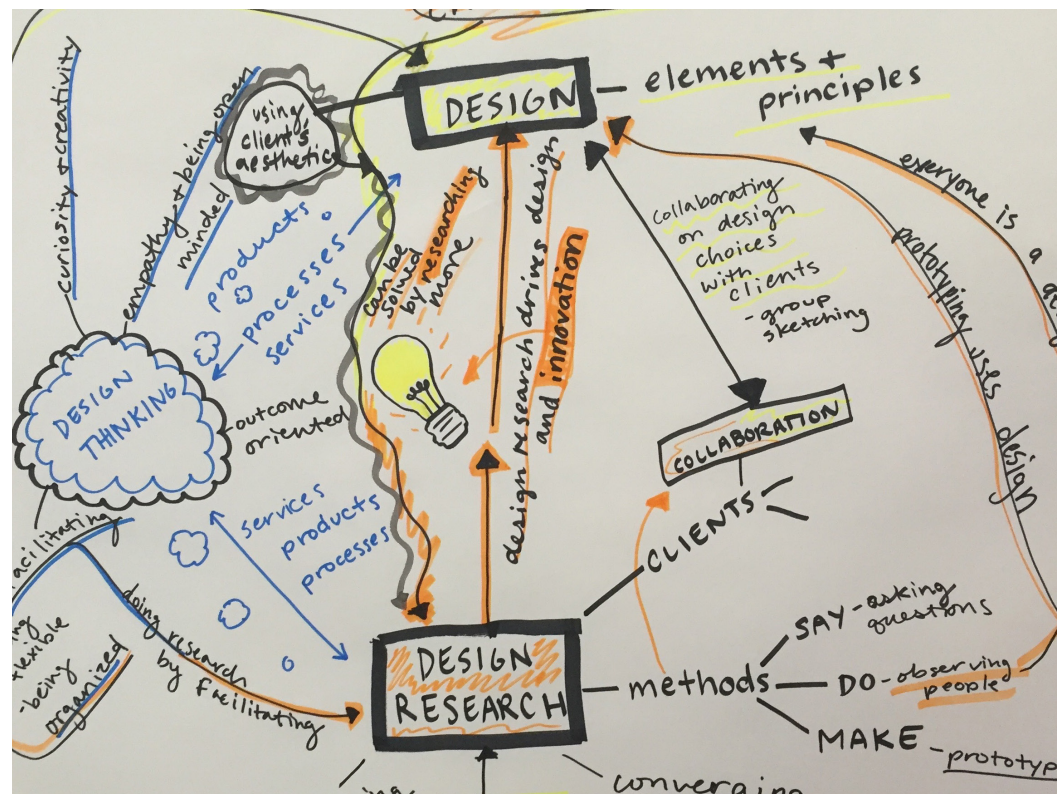 DESIGN
elements +
principles
using
client's
aesthetic
curiosity + creativity
empathy + being open
minded
products
processes
services
can be
solved
by researching
more
design research drives design
and innovation
collaborating
on design
choices
with
clients
- group
sketching
everyone is a
prototyping uses design
DESIGN
THINKING
- outcome
oriented
COLLABORATION
CLIENTS
services
products
processes
facilitating
flexible
- being
organized
doing research
by facilitating
DESIGN
RESEARCH
methods
SAY - asking
questions
DO - observing
people
MAKE - prototyp
converging